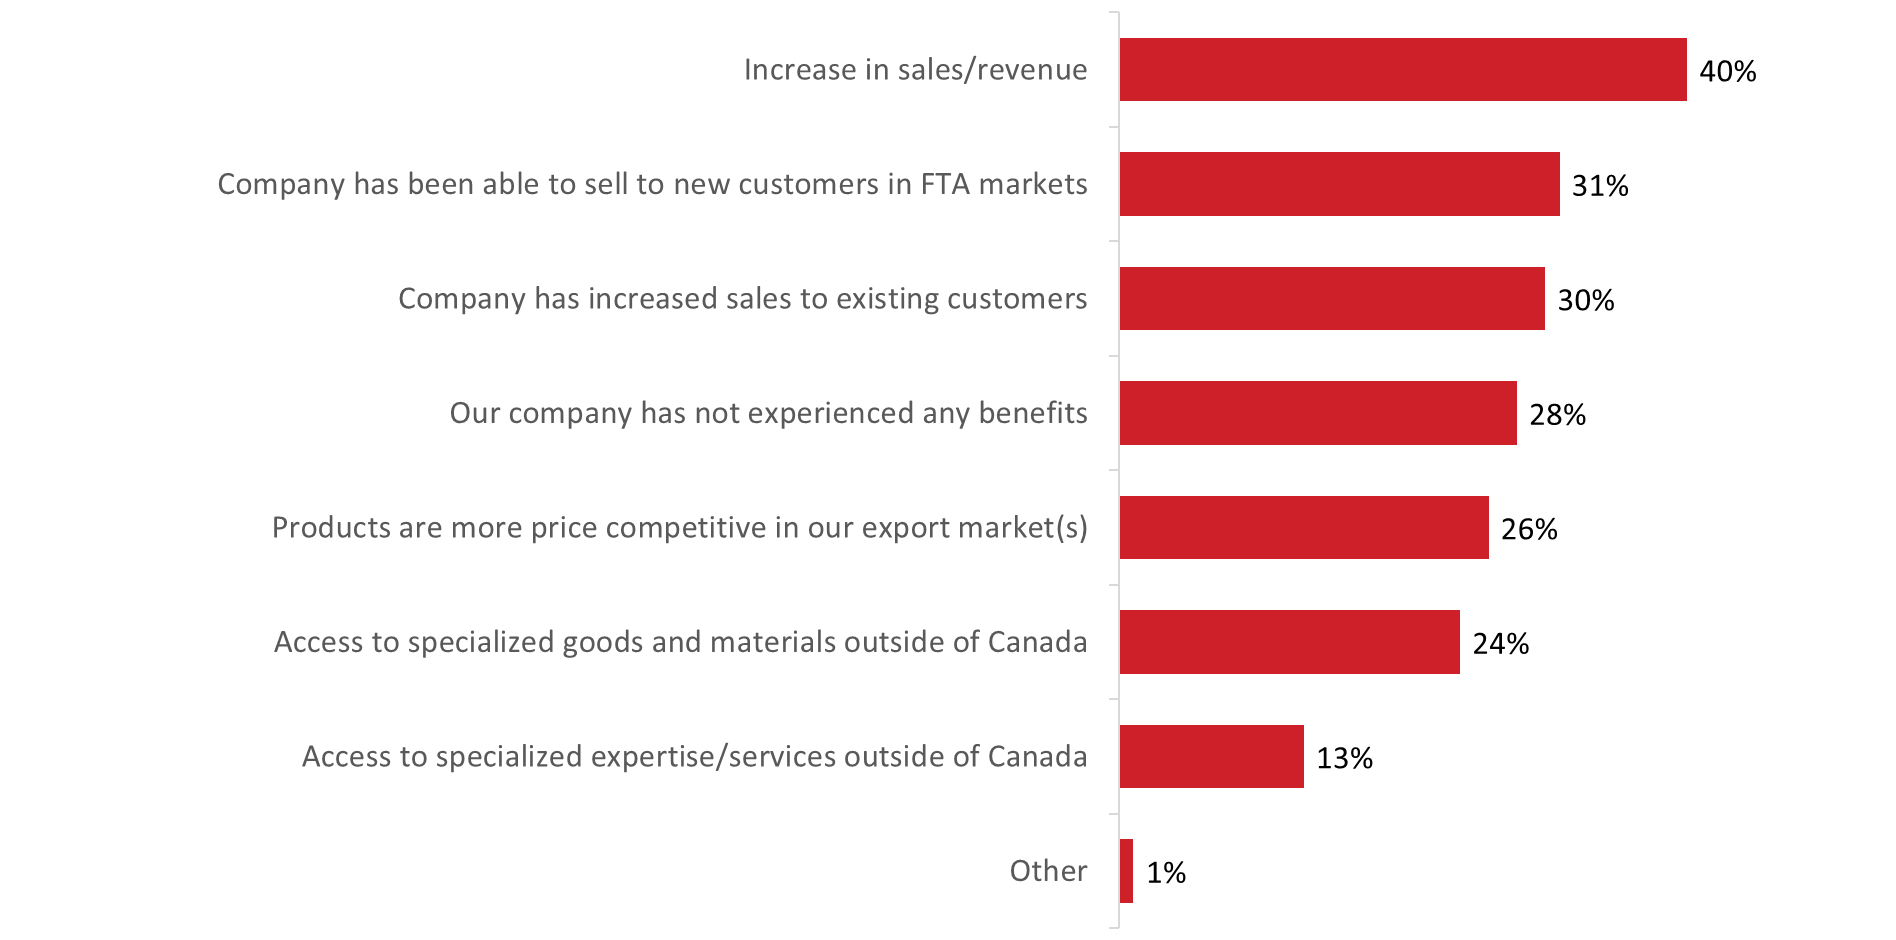 Increase in sales/revenue 40%
Company has been able to sell to new customers in FTA markets 31%
Company has increased sales to existing customers 30%
Our company has not experienced any benefits 28%
Products are more price competitive in our export market(s) 26%
Access to specialized goods and materials outside of Canada 24%
Access to specialized expertise/services outside of Canada 13%
Other 1%